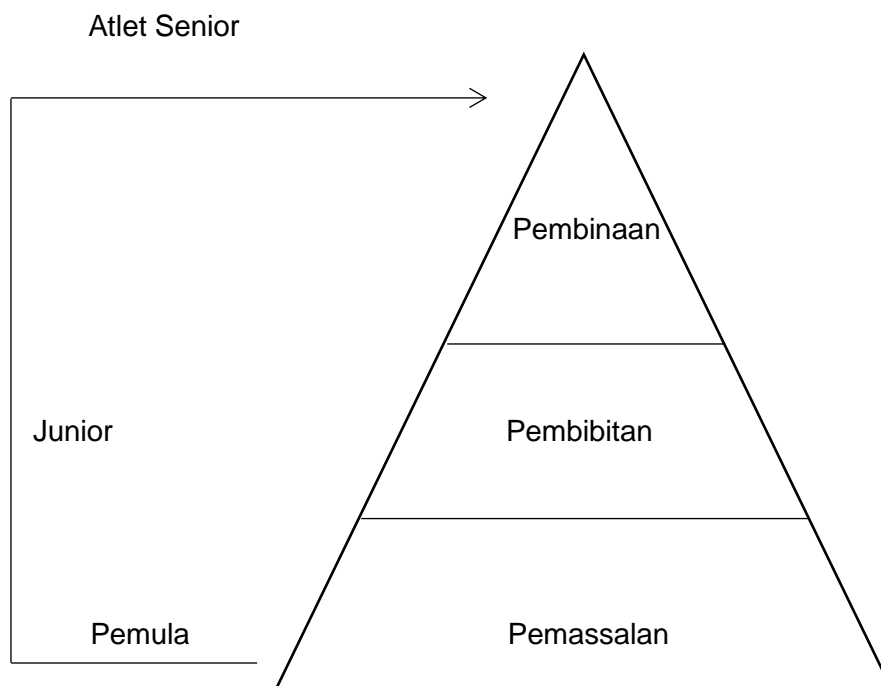 Atlet Senior
Pembinaan
Junior
Pembibitan
Pemula
Pemassalan